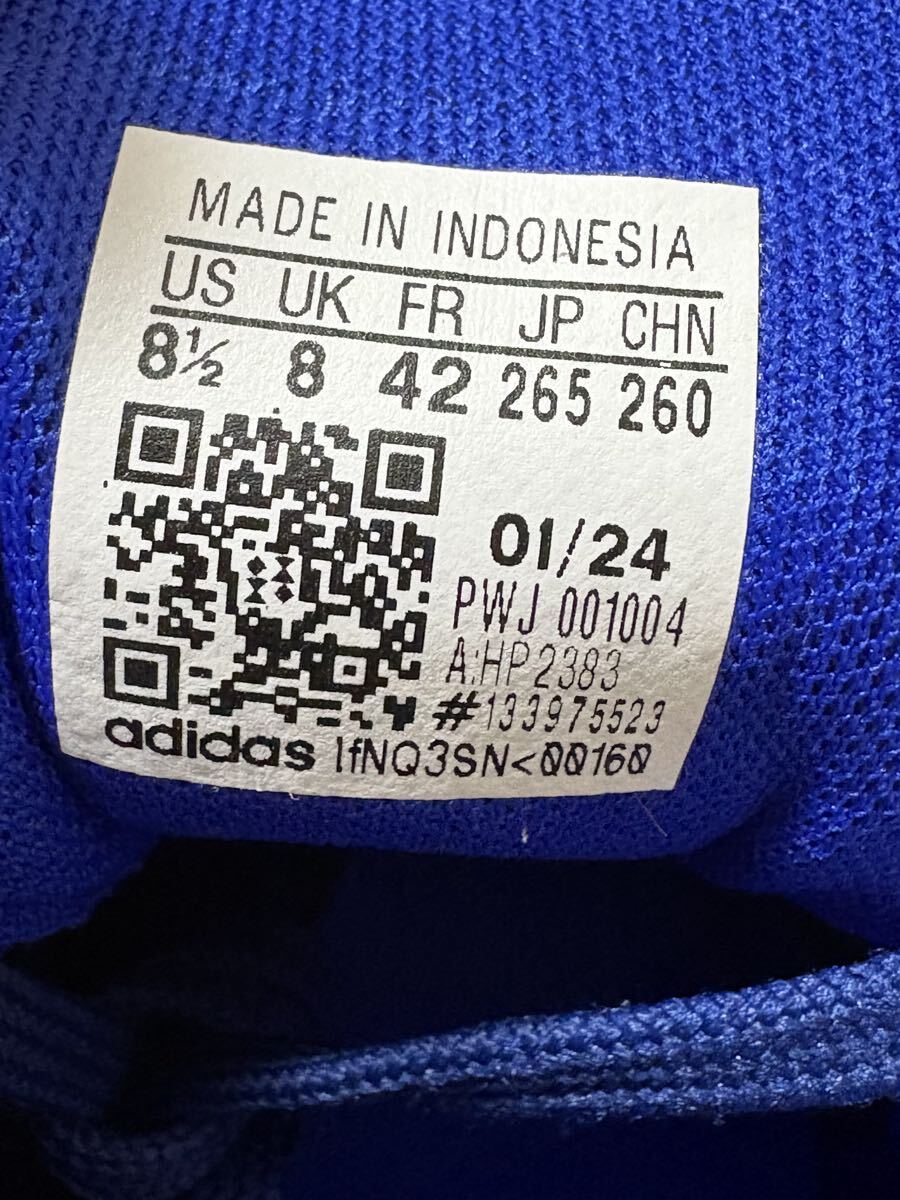 MADE IN INDONESIA
US UK FR JP CHN
8½ 8 42 265 260
01/24
PWJ 001004
A:HP2383
#133975523
adidas IfNQ3SN<00160